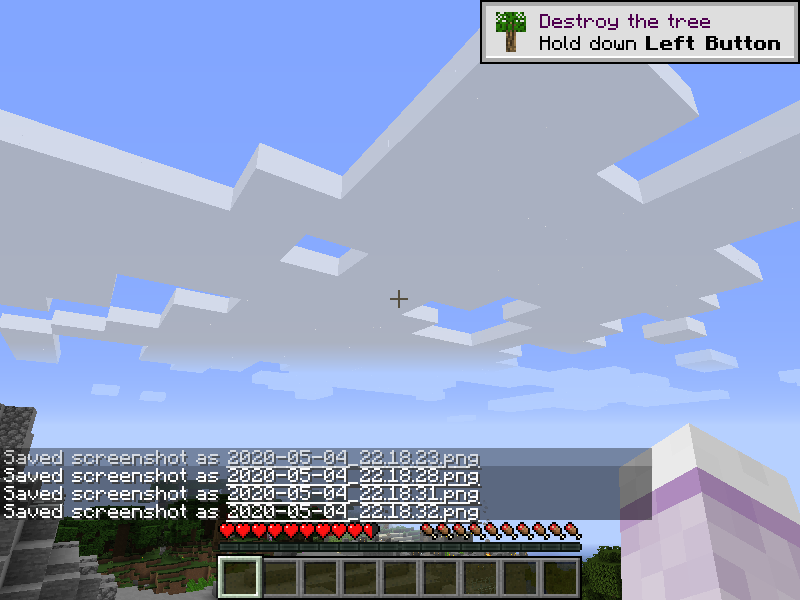 Destroy the tree
Hold down Left Button
Saved screenshot as 2020-05-04_22.18.23.png
Saved screenshot as 2020-05-04_22.18.28.png
Saved screenshot as 2020-05-04_22.18.31.png
Saved screenshot as 2020-05-04_22.18.32.png